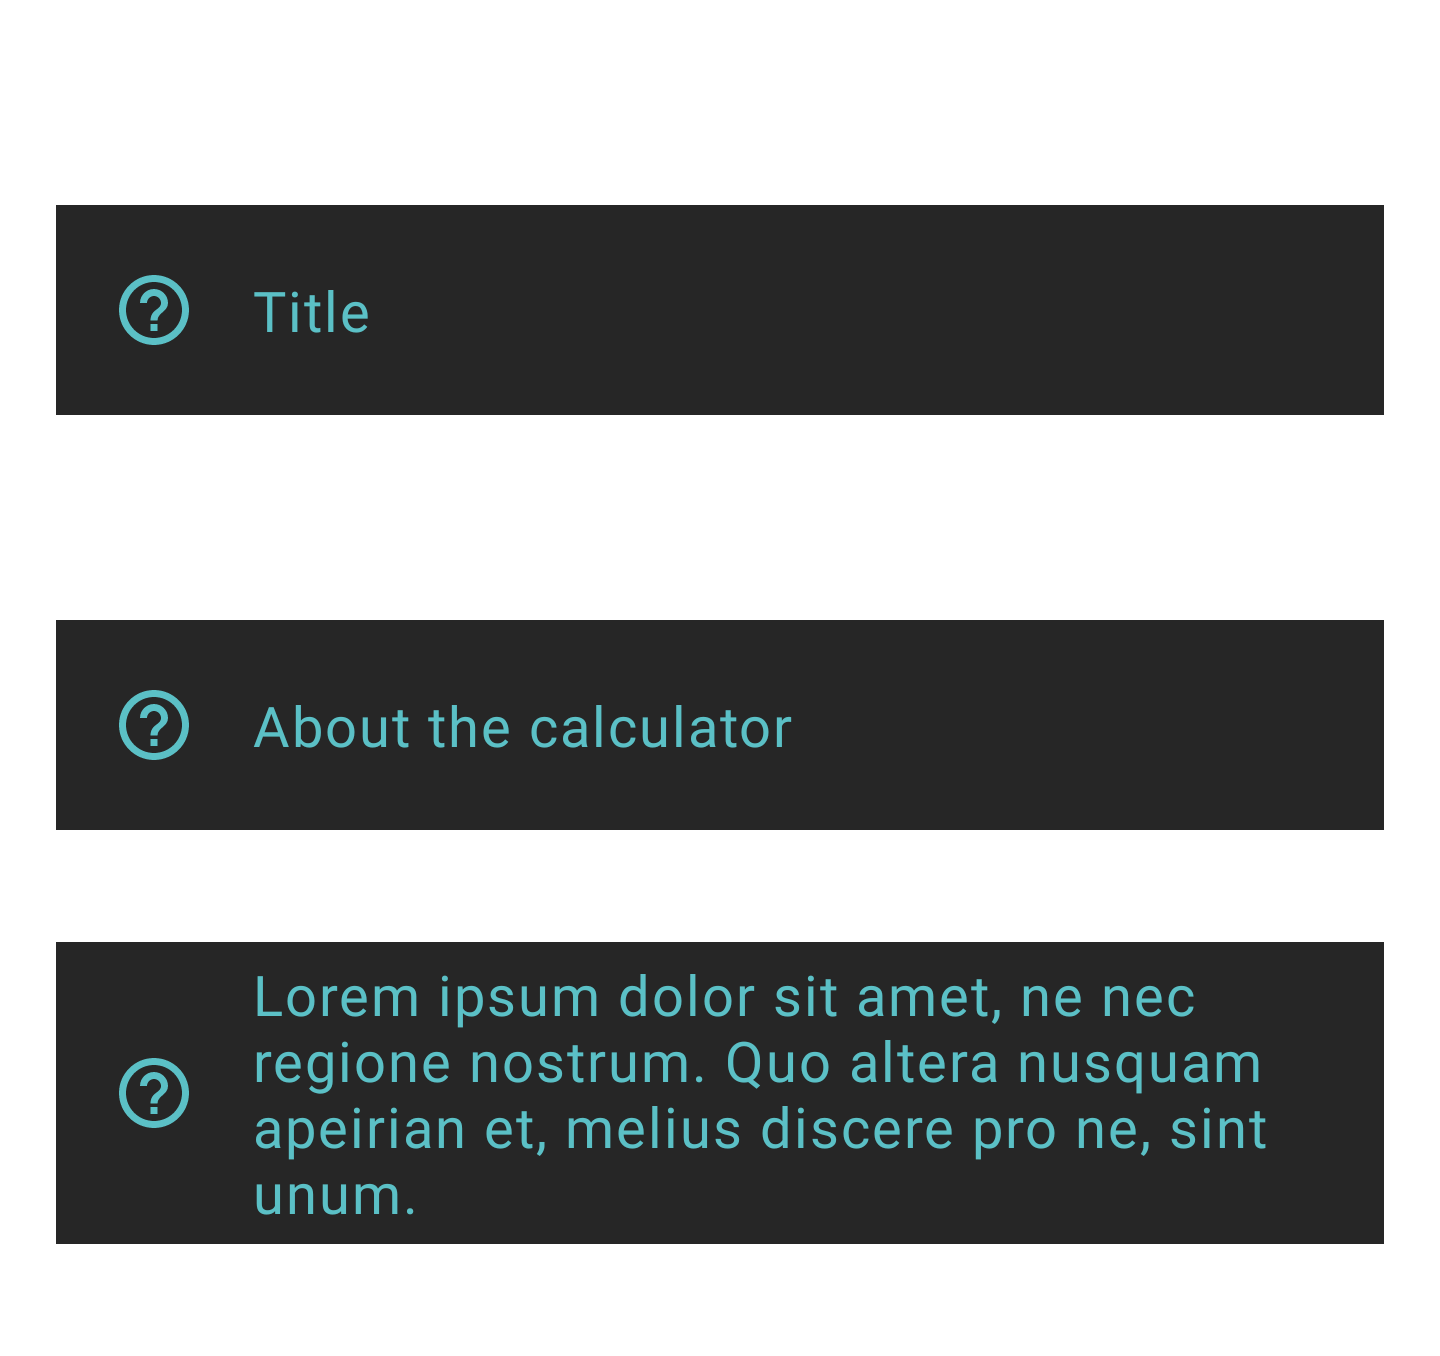 Title
About the calculator
Lorem ipsum dolor sit amet, ne nec
regione nostrum. Quo altera nusquam
apeirian et, melius discere pro ne, sint
unum.